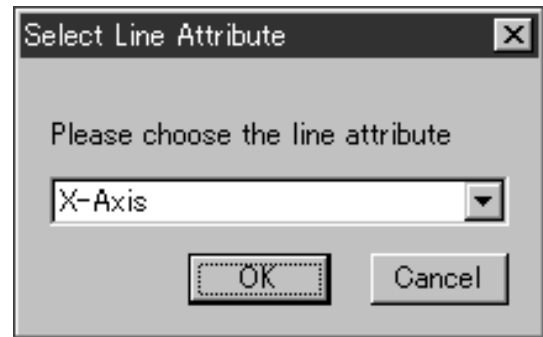 Select Line Attribute
Please choose the line attribute
X-Axis
OK
Cancel